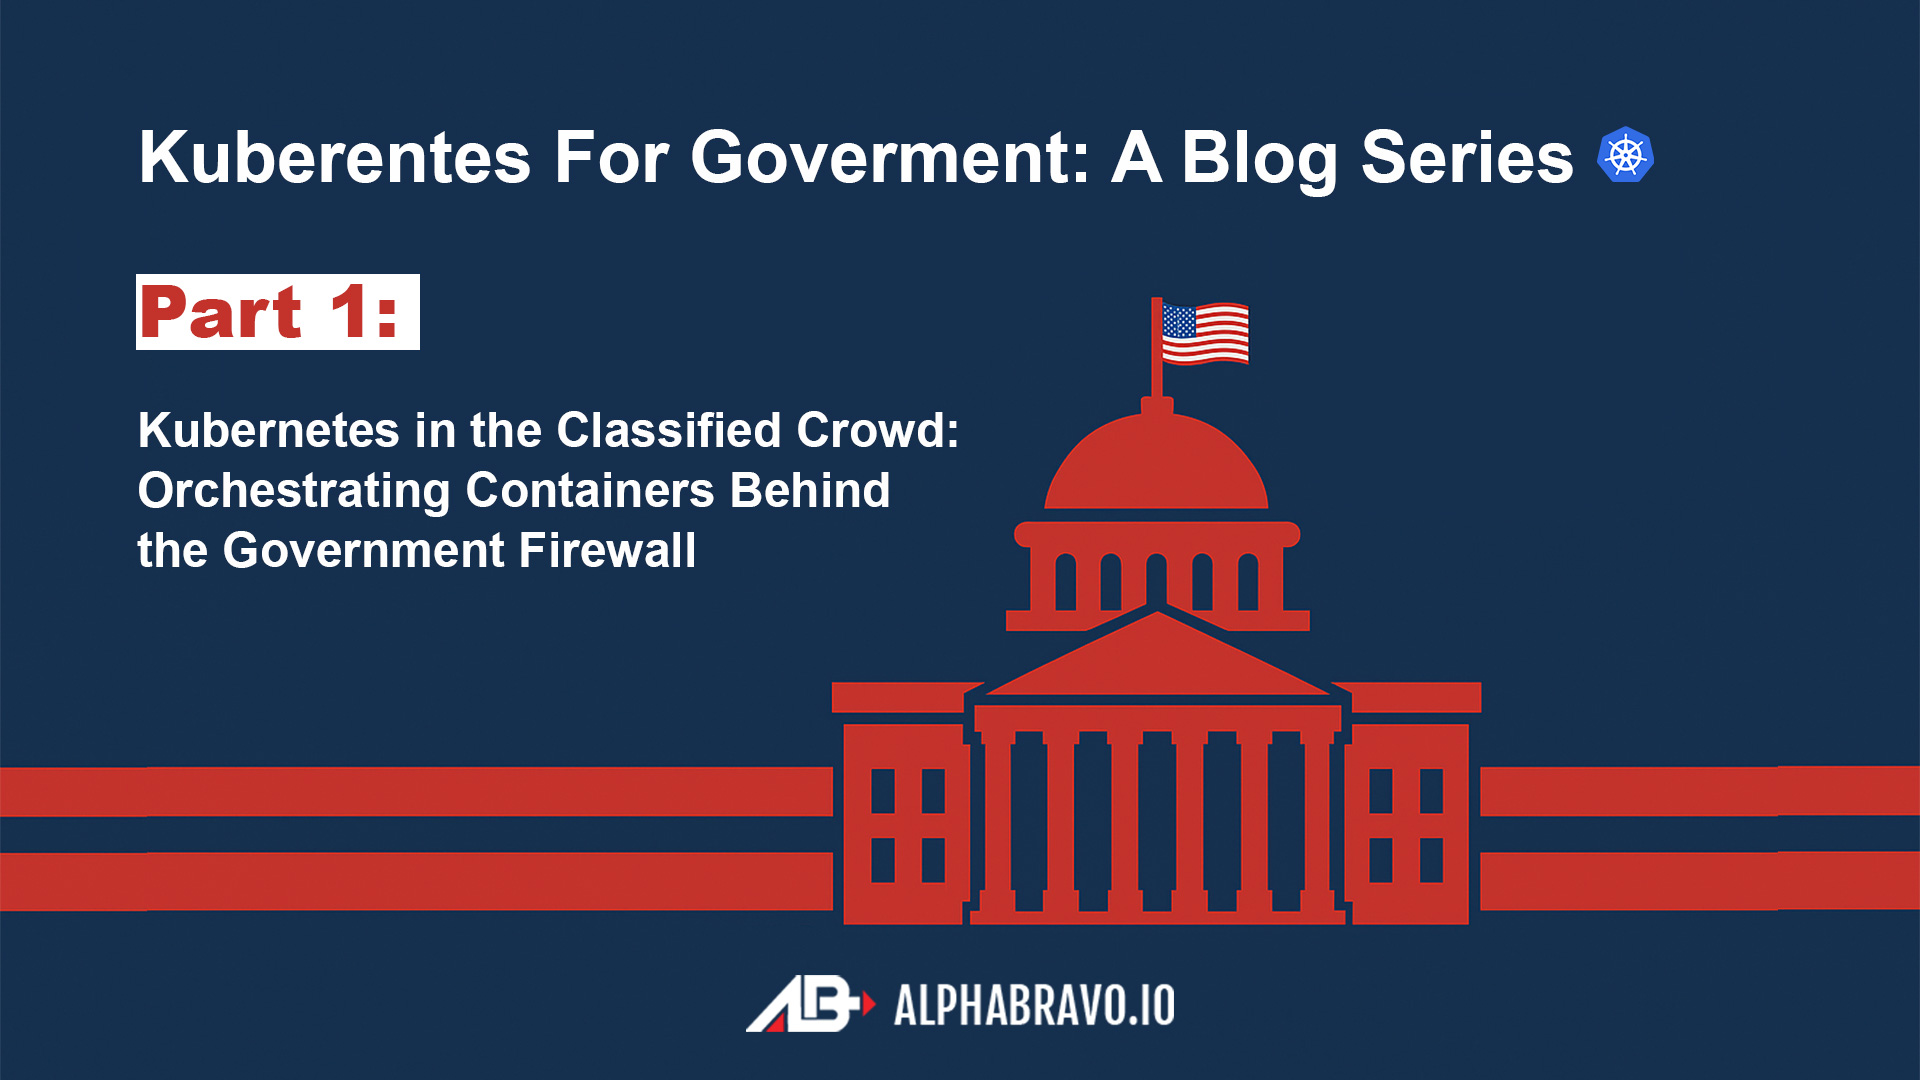 Kuberentes For Goverment: A Blog Series
Part 1:
Kubernetes in the Classified Crowd:
Orchestrating Containers Behind
the Government Firewall
AB ALPHABRAVO.IO